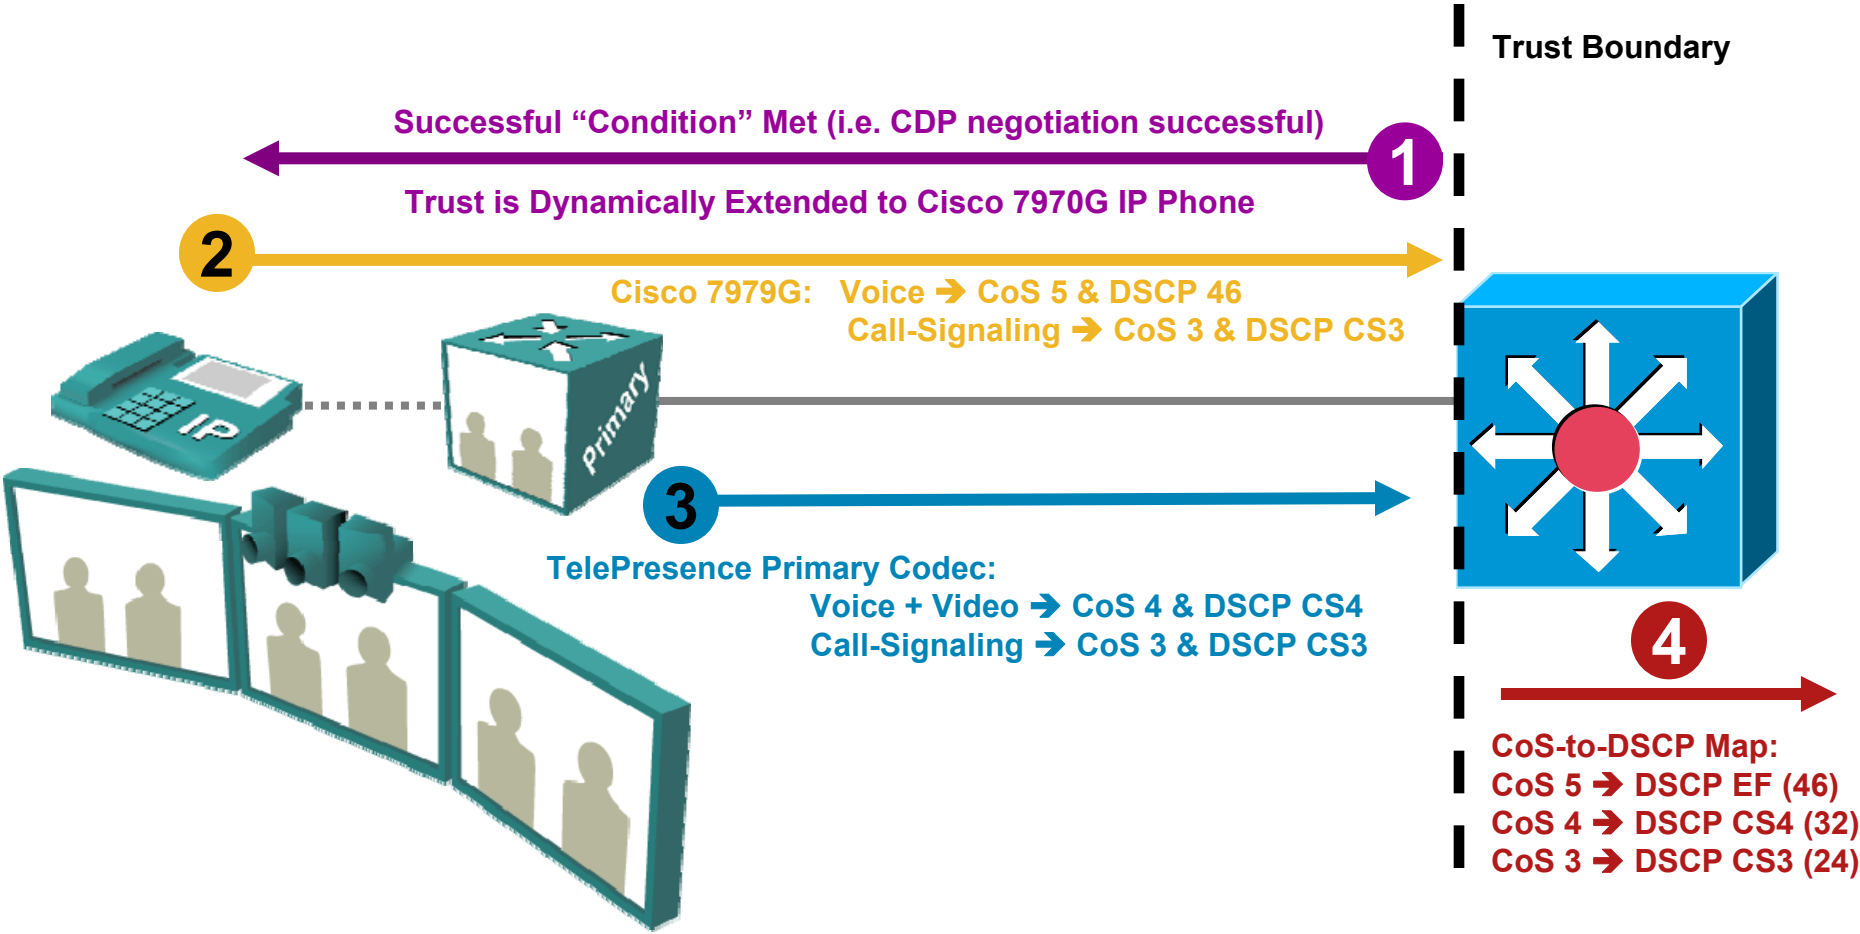 Trust Boundary
Successful “Condition” Met (i.e. CDP negotiation successful)
1
Trust is Dynamically Extended to Cisco 7970G IP Phone
2
Cisco 7979G: Voice ➔ CoS 5 & DSCP 46
Call-Signaling ➔ CoS 3 & DSCP CS3
IP
Primary
3
TelePresence Primary Codec:
Voice + Video ➔ CoS 4 & DSCP CS4
Call-Signaling ➔ CoS 3 & DSCP CS3
4
CoS-to-DSCP Map:
CoS 5 ➔ DSCP EF (46)
CoS 4 ➔ DSCP CS4 (32)
CoS 3 ➔ DSCP CS3 (24)